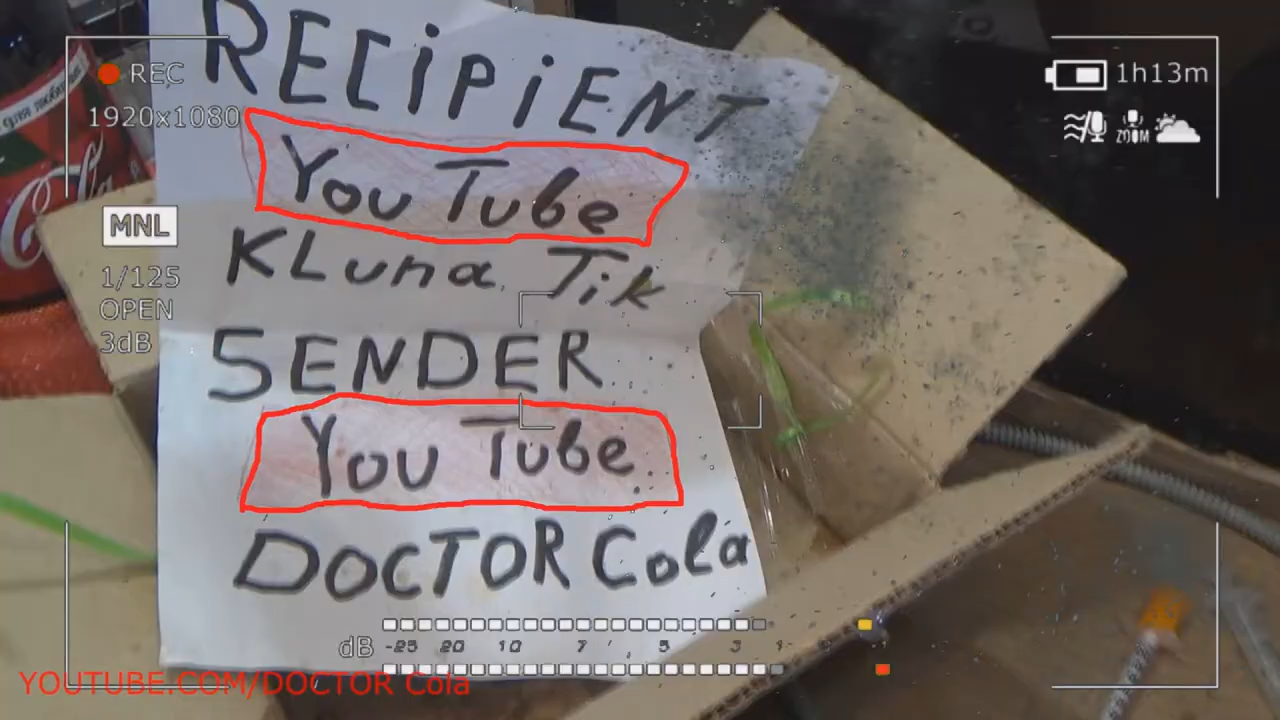 RECiPiENT
YouTube
KLuna Tik
SENDER
YouTube
DOCTOR Cola
REC
1920x1080
MNL
1/125
OPEN
3dB
1h13m
ZOOM
dB -25 20 10 7 5 3 1
YOUTUBE.COM/DOCTOR Cola